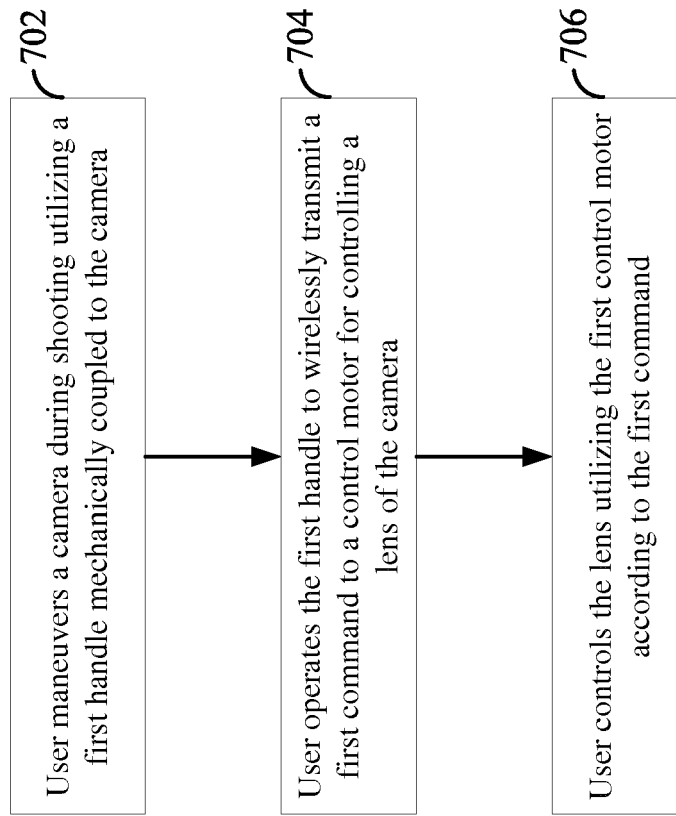 702
User maneuvers a camera during shooting utilizing a
first handle mechanically coupled to the camera
704
User operates the first handle to wirelessly transmit a
first command to a control motor for controlling a
lens of the camera
706
User controls the lens utilizing the first control motor
according to the first command